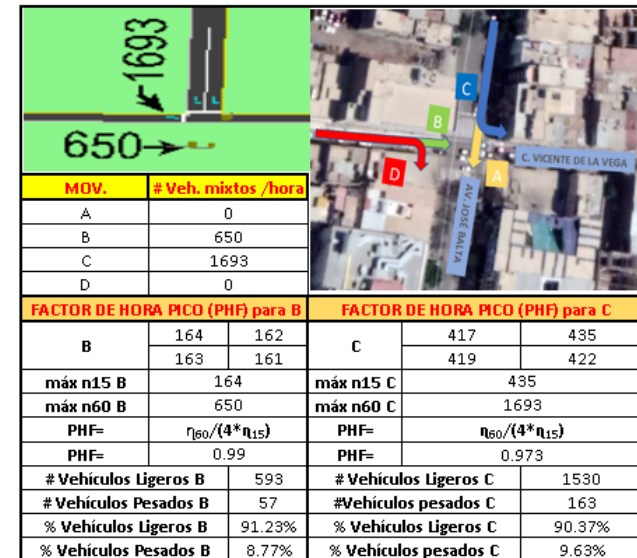 1693
650
C
B
D
A
C. VICENTE DE LA VEGA
AV. JOSÉ BALTA
MOV. # Veh. mixtos /hora
A 0
B 650
C 1693
D 0
FACTOR DE HORA PICO (PHF) para B FACTOR DE HORA PICO (PHF) para C
B 164 162 C 417 435
163 161 419 422
máx n15 B 164 máx n15 C 435
máx n60 B 650 máx n60 C 1693
PHF= η60/(4*η15) PHF= η60/(4*η15)
PHF= 0.99 PHF= 0.973
# Vehículos Ligeros B 593 # Vehículos Ligeros C 1530
# Vehículos Pesados B 57 #Vehículos pesados C 163
% Vehículos Ligeros B 91.23% % Vehículos Ligeros C 90.37%
% Vehículos Pesados B 8.77% % Vehículos pesados C 9.63%